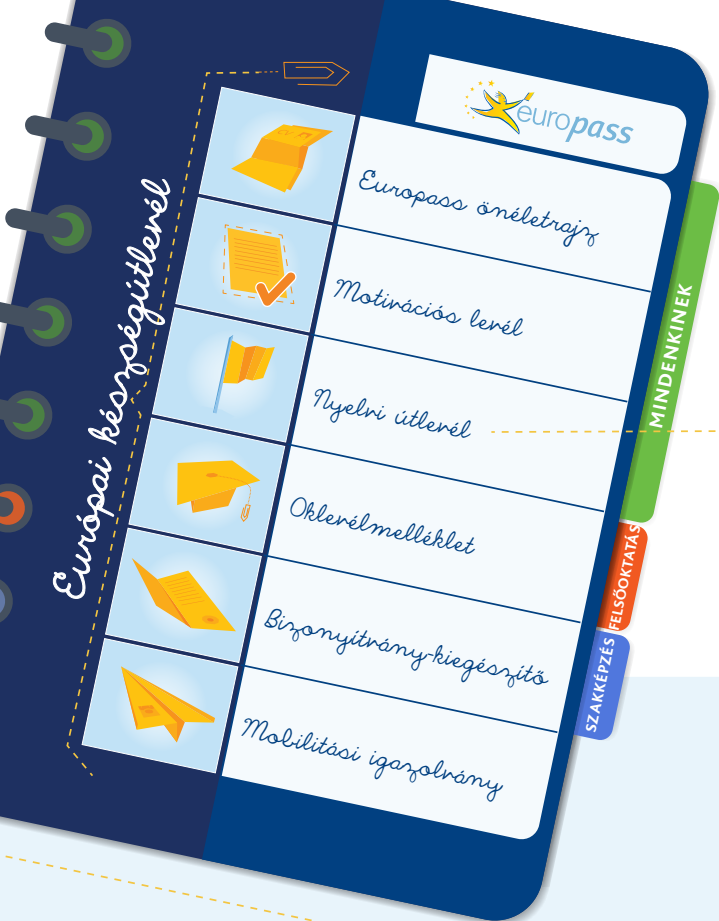 europass
Európai készségútlevél
Europass önéletrajz
Motivációs levél
Nyelvi útlevél
Oklevélmelléklet
Bizonyítvány-kiegészítő
Mobilitási igazolvány
MINDENKINEK
FELSŐOKTATÁS
SZAKKÉPZÉS